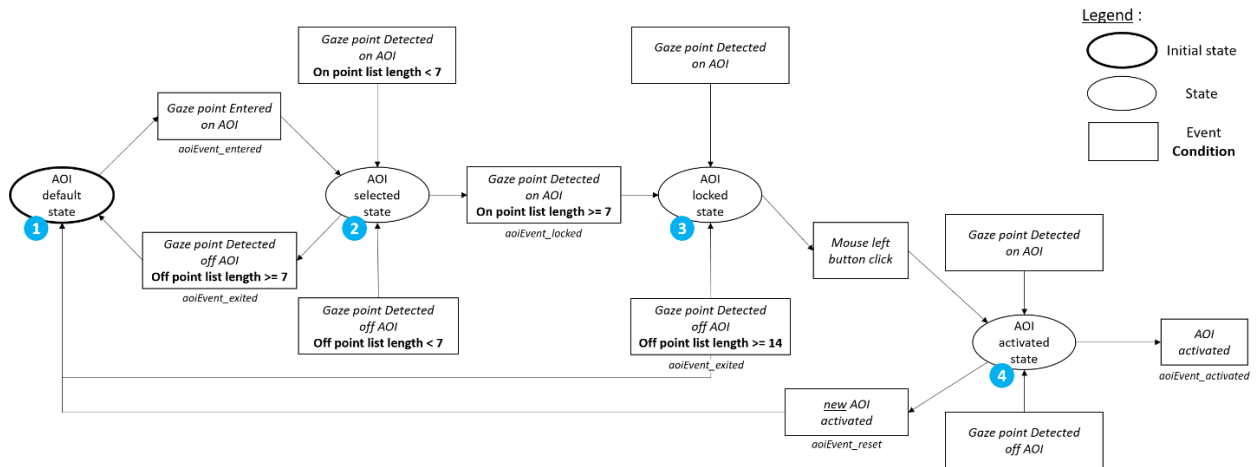 Legend :
Initial state
State
Event
Condition
Gaze point Detected
on AOI
On point list length < 7
Gaze point Detected
on AOI
Gaze point Entered
on AOI
aoiEvent_entered
AOI
default
state
1
AOI
selected
state
2
Gaze point Detected
on AOI
On point list length >= 7
aoiEvent_locked
AOI
locked
state
3
Gaze point Detected
off AOI
Off point list length >= 7
aoiEvent_exited
Mouse left
button click
Gaze point Detected
on AOI
Gaze point Detected
off AOI
Off point list length < 7
Gaze point Detected
off AOI
Off point list length >= 14
aoiEvent_exited
AOI
activated
state
4
AOI
activated
aoiEvent_activated
new AOI
activated
aoiEvent_reset
Gaze point Detected
off AOI